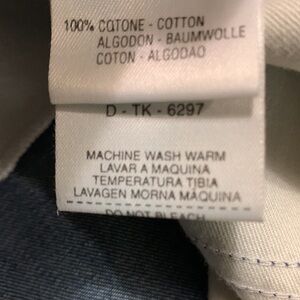 100% COTONE - COTTON
ALGODON - BAUMWOLLE
COTON - ALGODAO
D - TK - 6297
MACHINE WASH WARM
LAVAR A MAQUINA
TEMPERATURA TIBIA
LAVAGEN MORNA MÁQUINA
DO NOT BLEACH